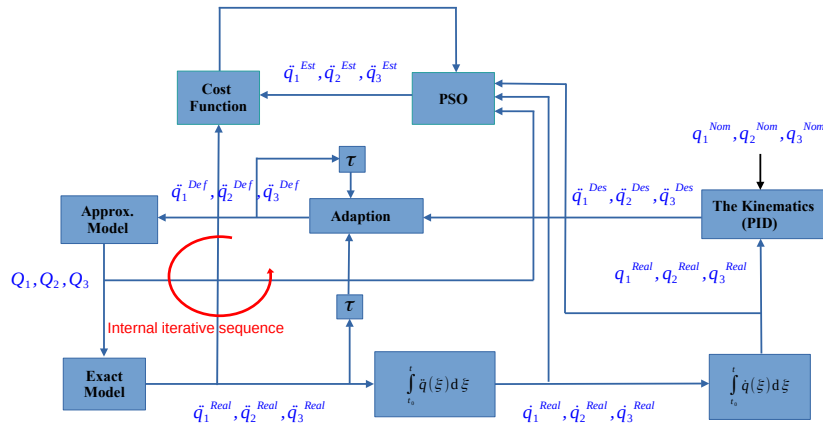 Cost
Function
q̈₁^Est, q̈₂^Est, q̈₃^Est
PSO
q₁^Nom, q₂^Nom, q₃^Nom
τ
q̈₁^Def, q̈₂^Def, q̈₃^Def
q̈₁^Des, q̈₂^Des, q̈₃^Des
Approx.
Model
Adaption
The Kinematics
(PID)
Q₁, Q₂, Q₃
q₁^Real, q₂^Real, q₃^Real
τ
Internal iterative sequence
Exact
Model
∫_{t₀}^{t} q̈(ξ)dξ
∫_{t₀}^{t} q̇(ξ)dξ
q̈₁^Real, q̈₂^Real, q̈₃^Real
q̇₁^Real, q̇₂^Real, q̇₃^Real